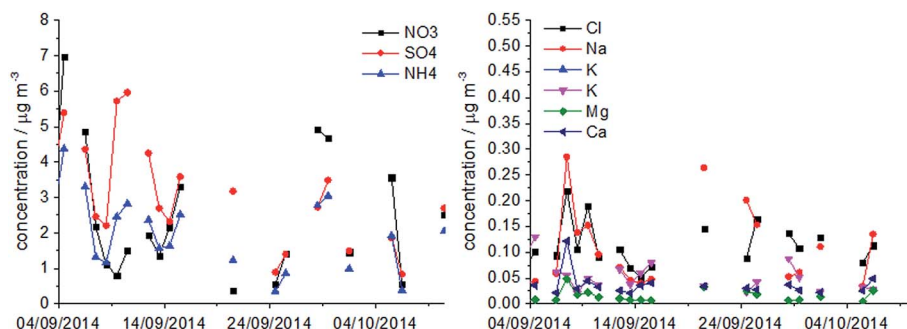 8
7
6
5
4
3
2
1
0
concentration / µg m-3
04/09/2014 14/09/2014 24/09/2014 04/10/2014
NO3
SO4
NH4
0.55
0.50
0.45
0.40
0.35
0.30
0.25
0.20
0.15
0.10
0.05
0.00
concentration / µg m-3
04/09/2014 14/09/2014 24/09/2014 04/10/2014
Cl
Na
K
K
Mg
Ca